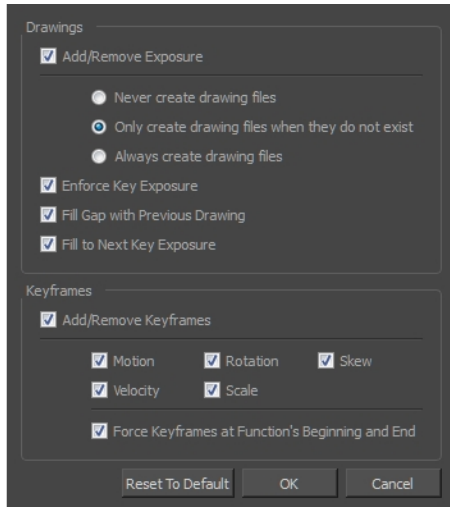 Drawings
Add/Remove Exposure
Never create drawing files
Only create drawing files when they do not exist
Always create drawing files
Enforce Key Exposure
Fill Gap with Previous Drawing
Fill to Next Key Exposure
Keyframes
Add/Remove Keyframes
Motion Rotation Skew
Velocity Scale
Force Keyframes at Function's Beginning and End
Reset To Default OK Cancel